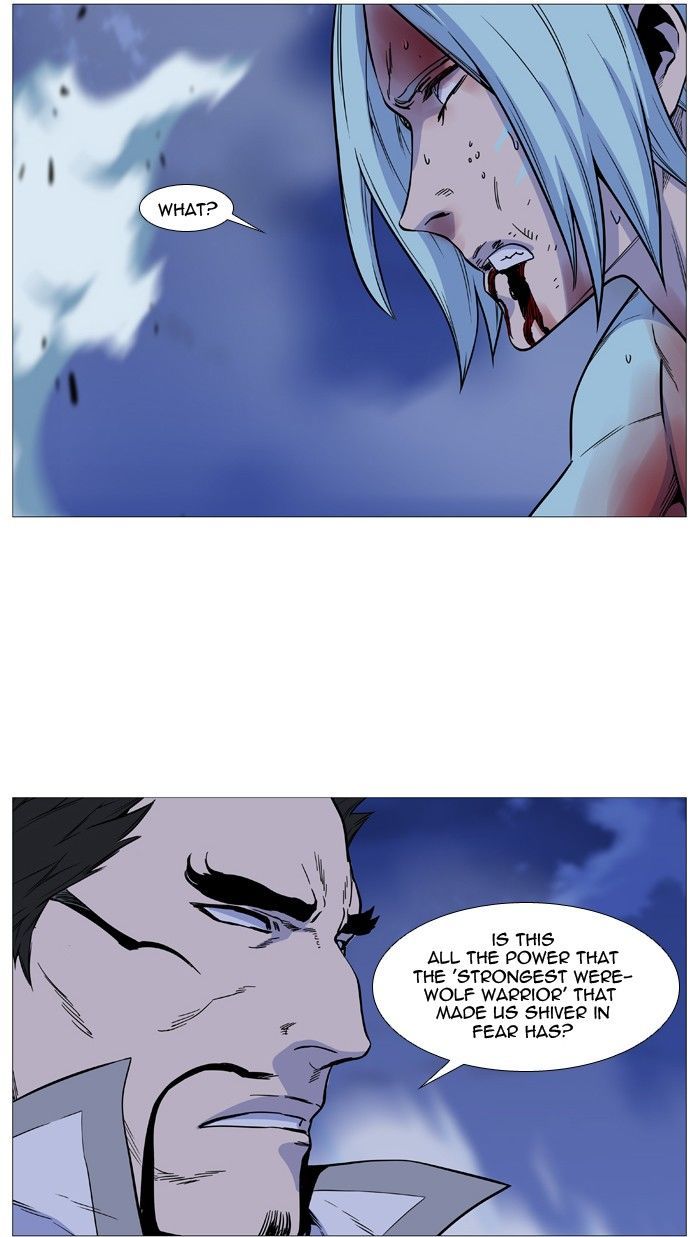 WHAT?
IS THIS
ALL THE POWER THAT
THE 'STRONGEST WERE-
WOLF WARRIOR' THAT
MADE US SHIVER IN
FEAR HAS?